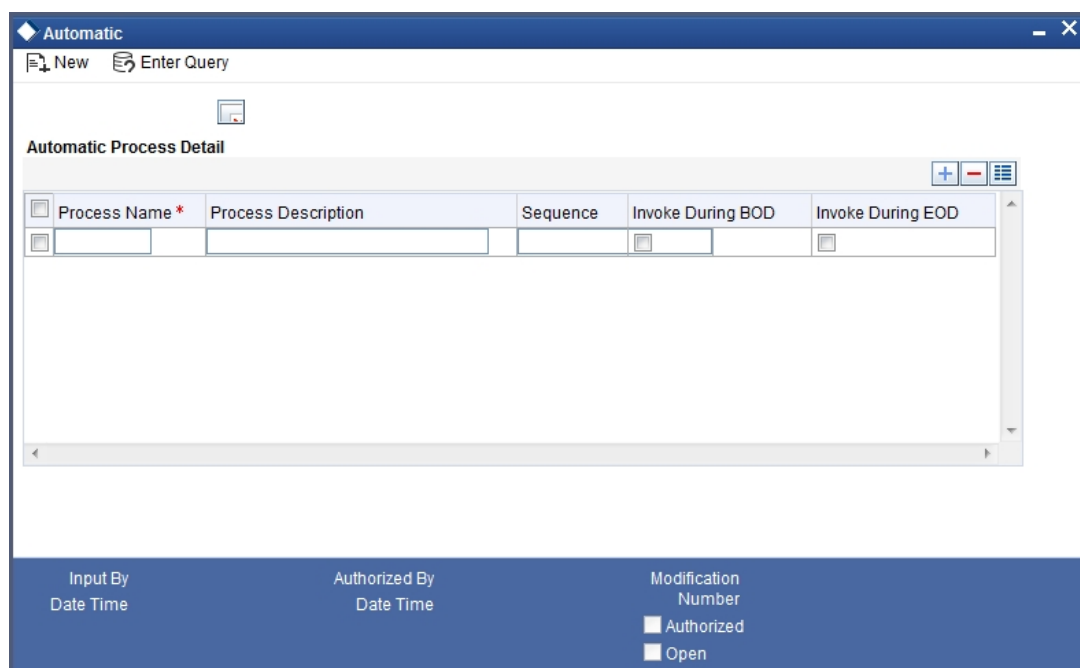 Automatic
New Enter Query
Automatic Process Detail
Process Name * Process Description Sequence Invoke During BOD Invoke During EOD
Input By Authorized By Modification
Number
Date Time Date Time
Authorized
Open